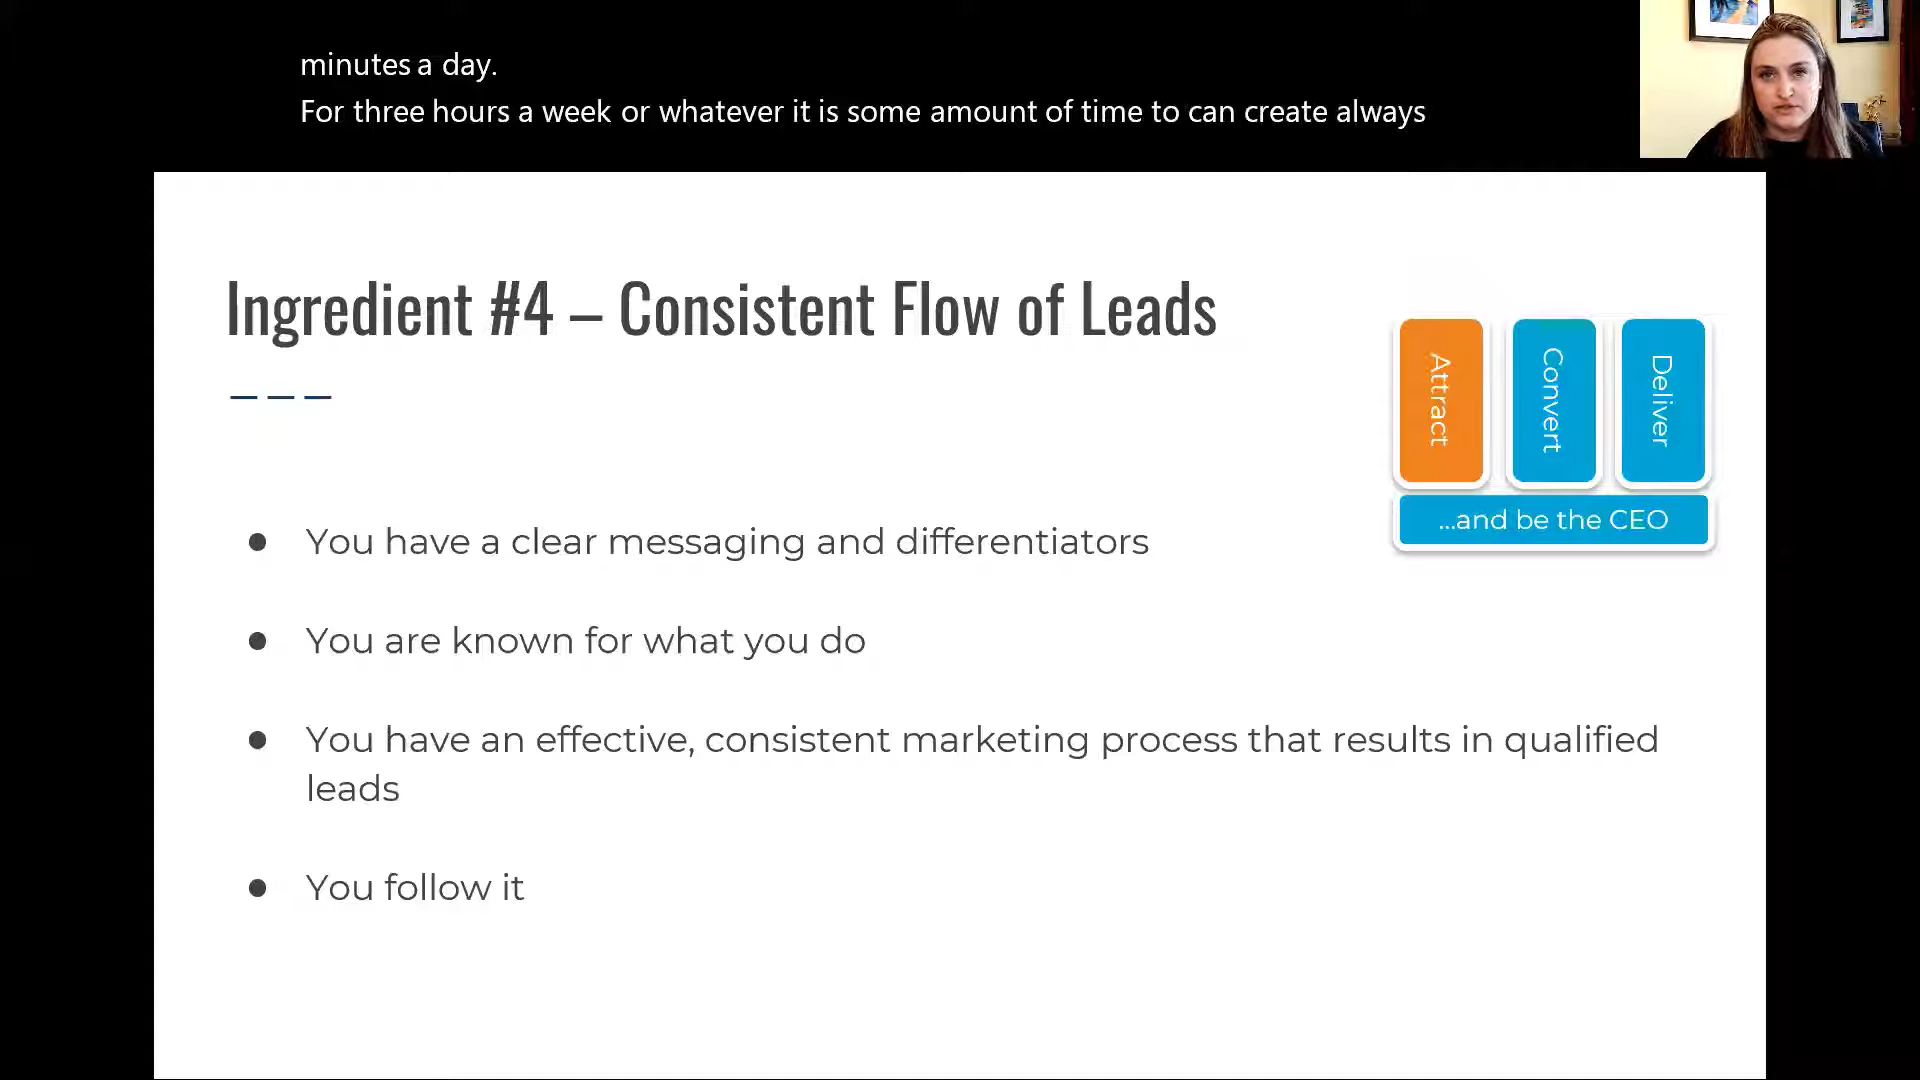 minutes a day.
For three hours a week or whatever it is some amount of time to can create always
Ingredient #4 – Consistent Flow of Leads
Attract
Convert
Deliver
...and be the CEO
● You have a clear messaging and differentiators
● You are known for what you do
● You have an effective, consistent marketing process that results in qualified
leads
● You follow it